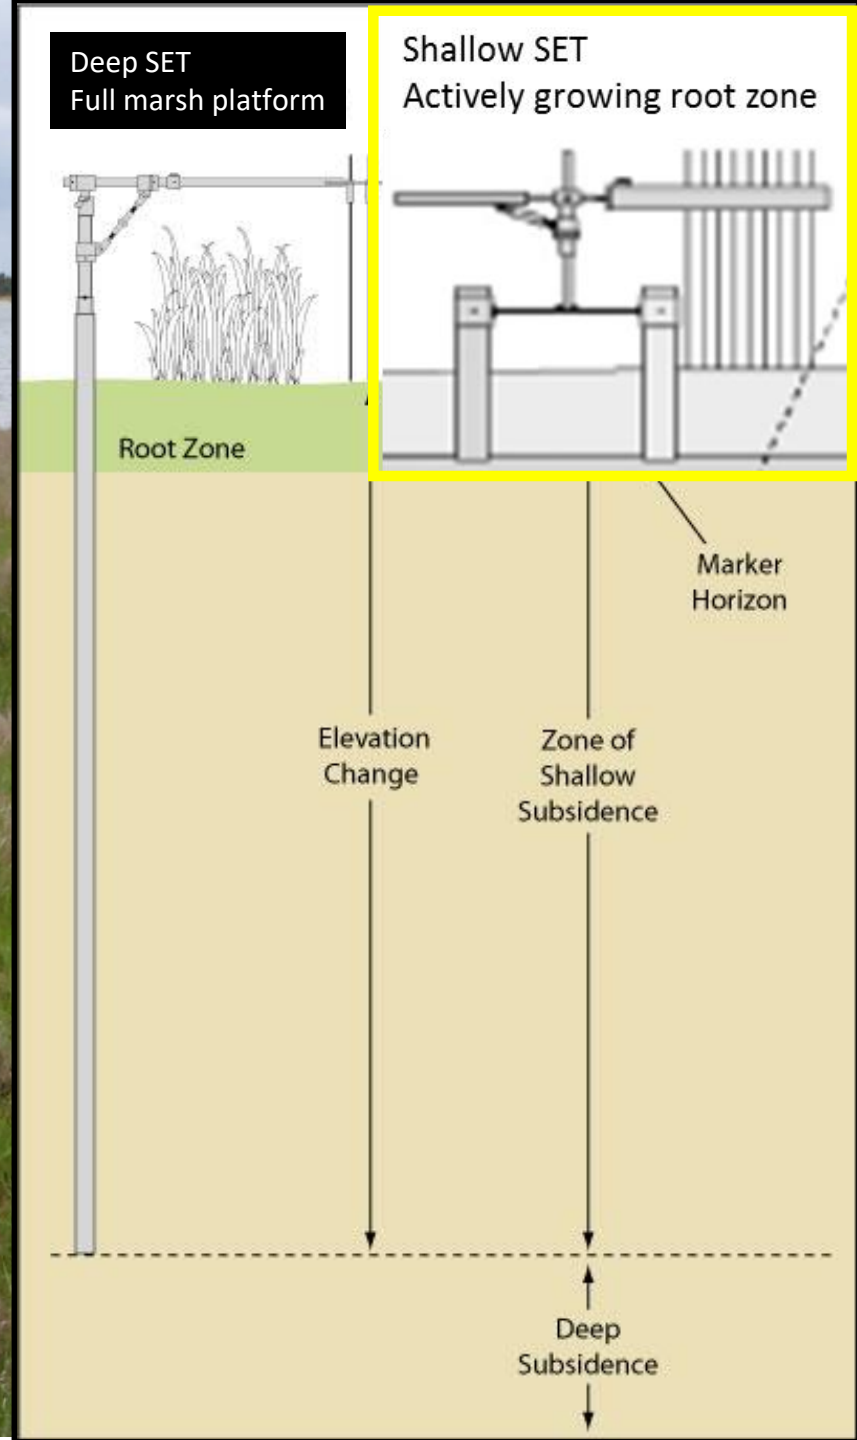 Deep SET
Full marsh platform
Shallow SET
Actively growing root zone
Root Zone
Marker
Horizon
Elevation
Change
Zone of
Shallow
Subsidence
Deep
Subsidence